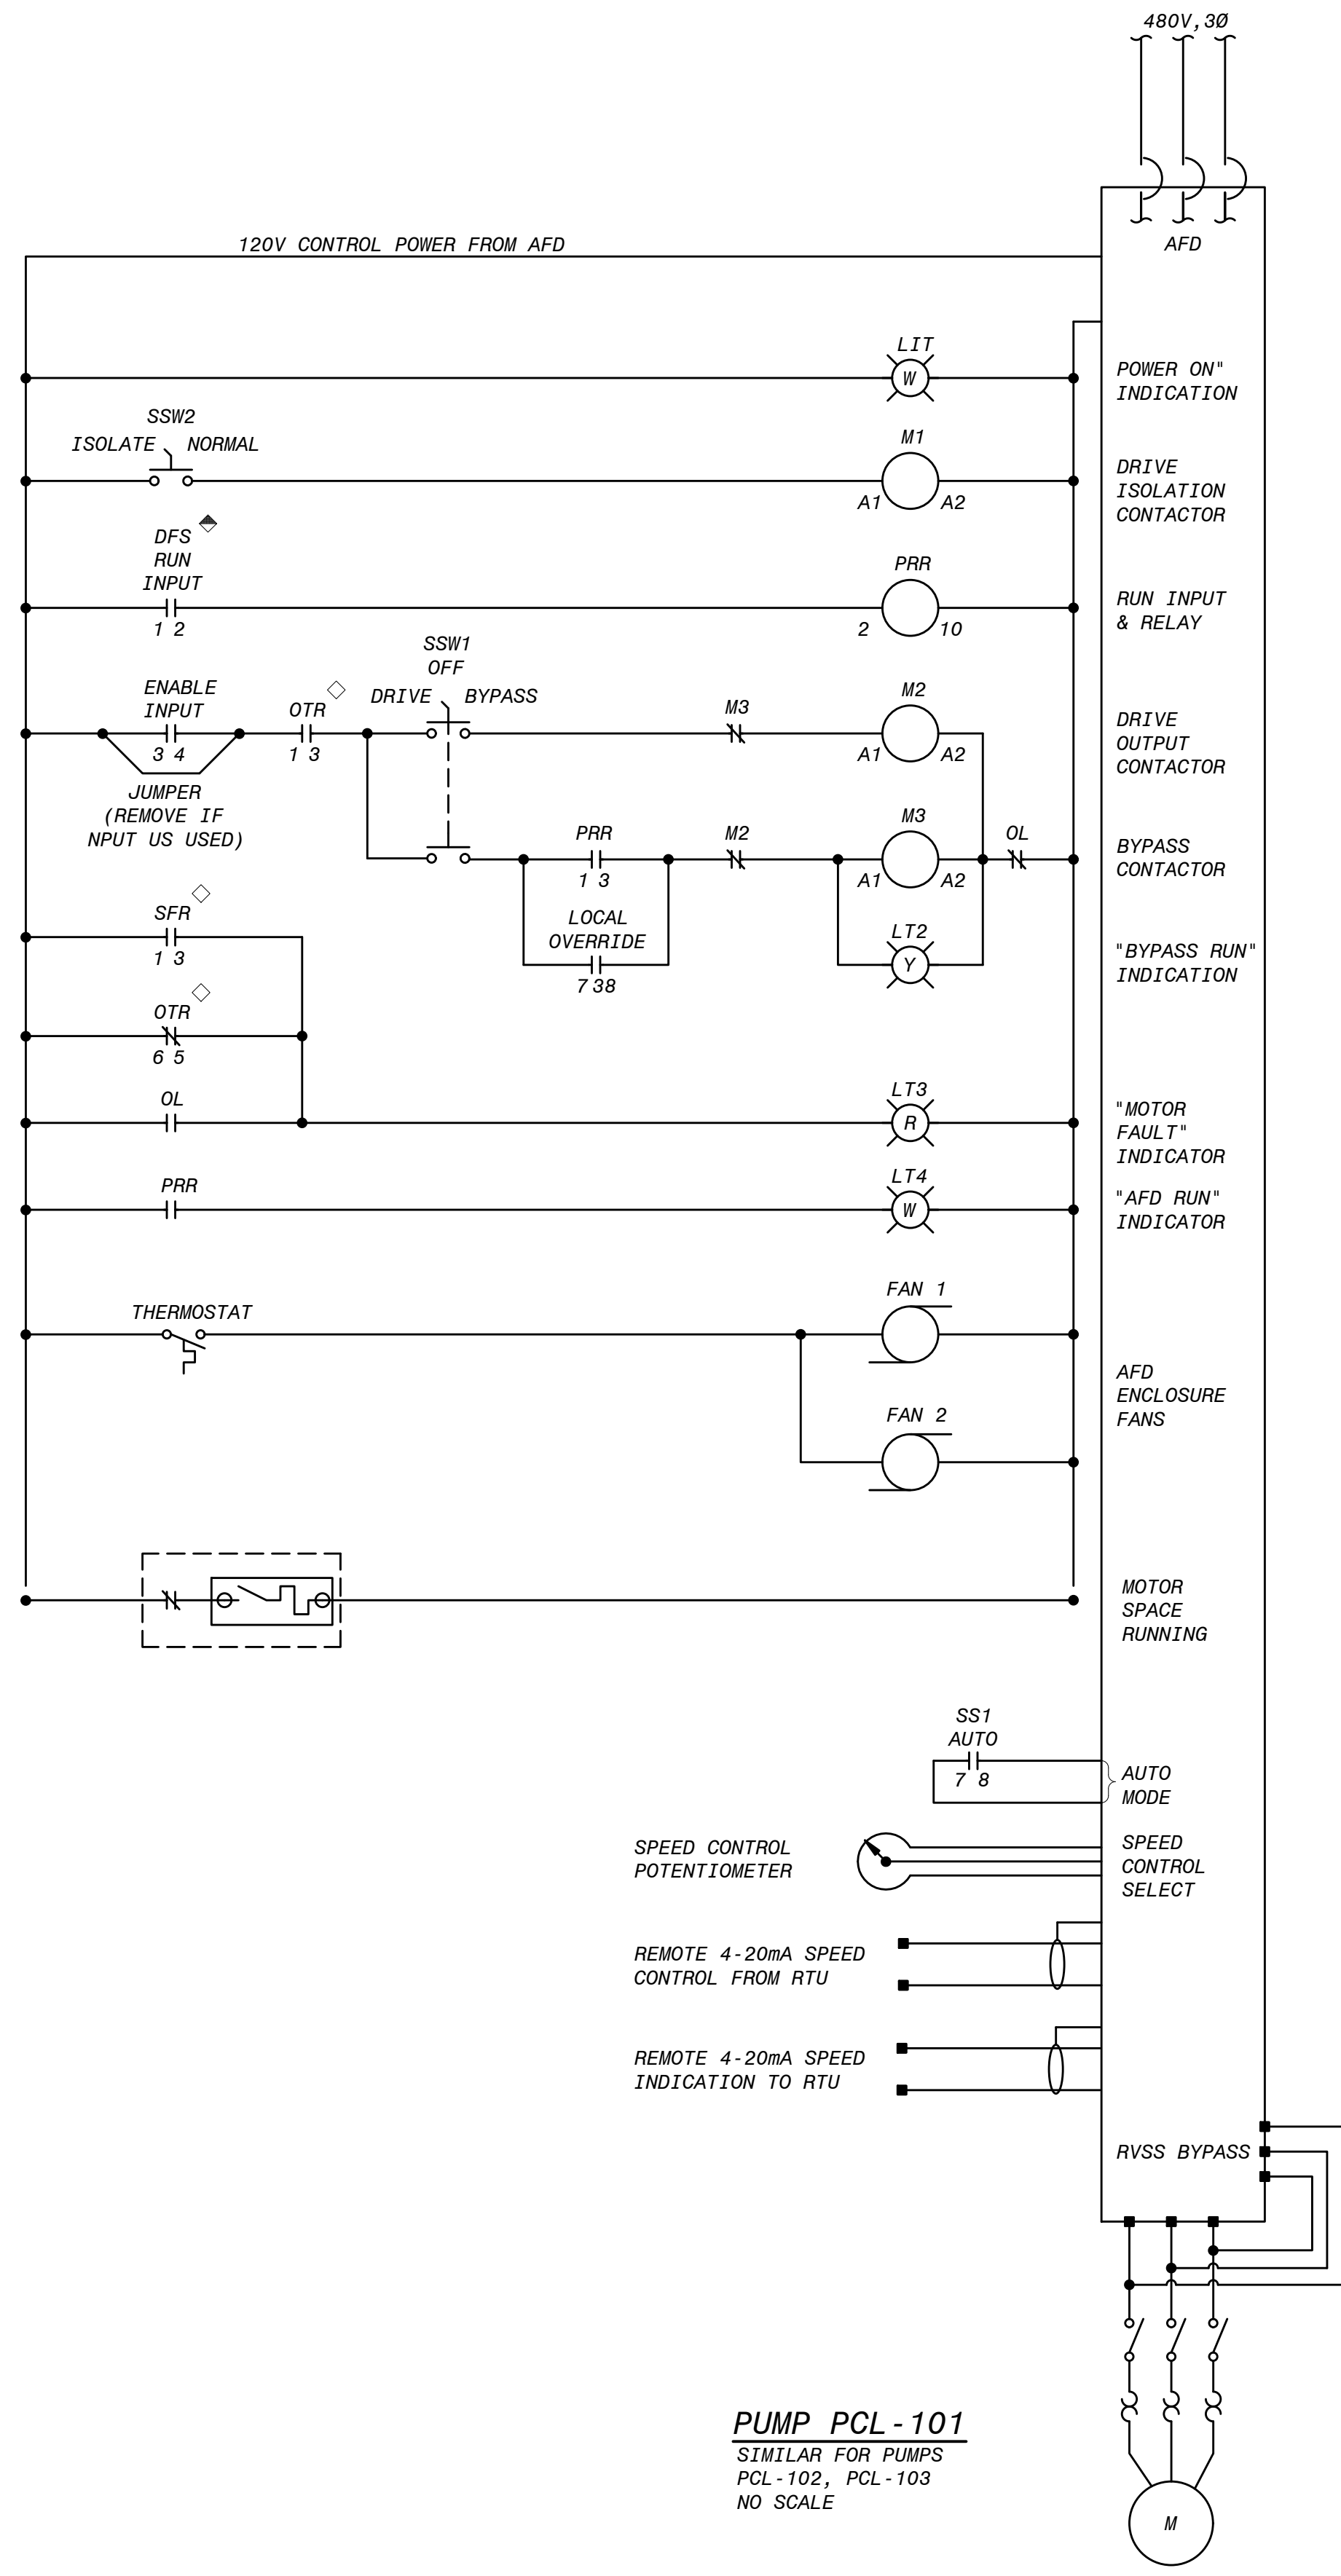 480V,3Ø
AFD
120V CONTROL POWER FROM AFD
LIT
W
POWER ON"
INDICATION
SSW2
ISOLATE NORMAL
M1
A1 A2
DRIVE
ISOLATION
CONTACTOR
DFS
RUN
INPUT
1 2
PRR
2 10
RUN INPUT
& RELAY
SSW1
OFF
DRIVE BYPASS
ENABLE
INPUT
3 4
OTR
1 3
JUMPER
(REMOVE IF
NPUT US USED)
M3
M2
A1 A2
DRIVE
OUTPUT
CONTACTOR
PRR
1 3
LOCAL
OVERRIDE
7 38
M2
M3
A1 A2
OL
BYPASS
CONTACTOR
LT2
Y
"BYPASS RUN"
INDICATION
SFR
1 3
OTR
6 5
OL
LT3
R
"MOTOR
FAULT"
INDICATOR
PRR
LT4
W
"AFD RUN"
INDICATOR
THERMOSTAT
FAN 1
FAN 2
AFD
ENCLOSURE
FANS
MOTOR
SPACE
RUNNING
SS1
AUTO
7 8
AUTO
MODE
SPEED CONTROL
POTENTIOMETER
SPEED
CONTROL
SELECT
REMOTE 4-20mA SPEED
CONTROL FROM RTU
REMOTE 4-20mA SPEED
INDICATION TO RTU
RVSS BYPASS
PUMP PCL-101
SIMILAR FOR PUMPS
PCL-102, PCL-103
NO SCALE
M